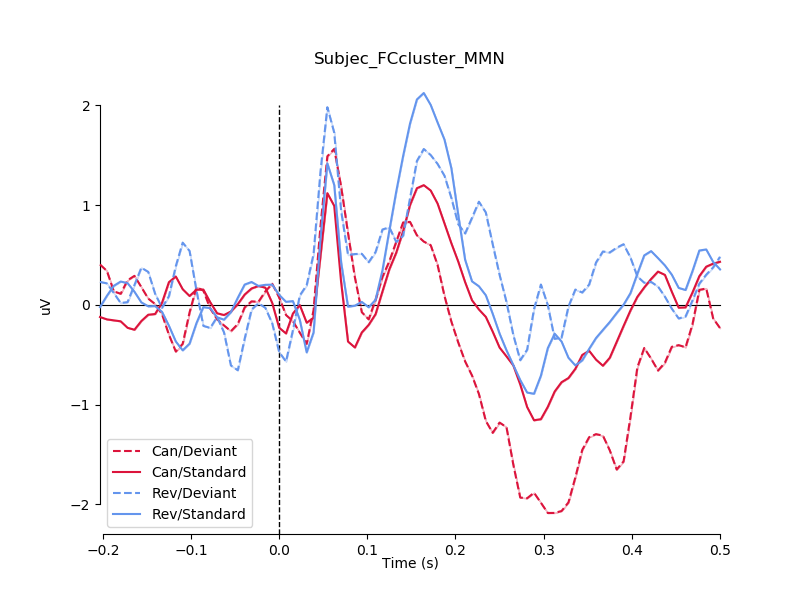 Subjec_FCcluster_MMN
uV
2
1
0
−1
−2
Can/Deviant
Can/Standard
Rev/Deviant
Rev/Standard
−0.2 −0.1 0.0 0.1 0.2 0.3 0.4 0.5
Time (s)